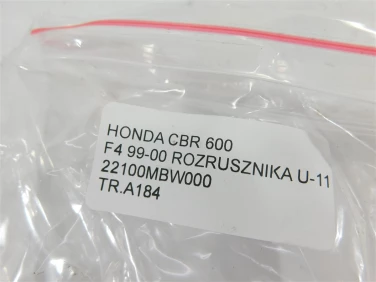 HONDA CBR 600
F4 99-00 ROZRUSZNIKA U-11
22100MBW000
TR.A184